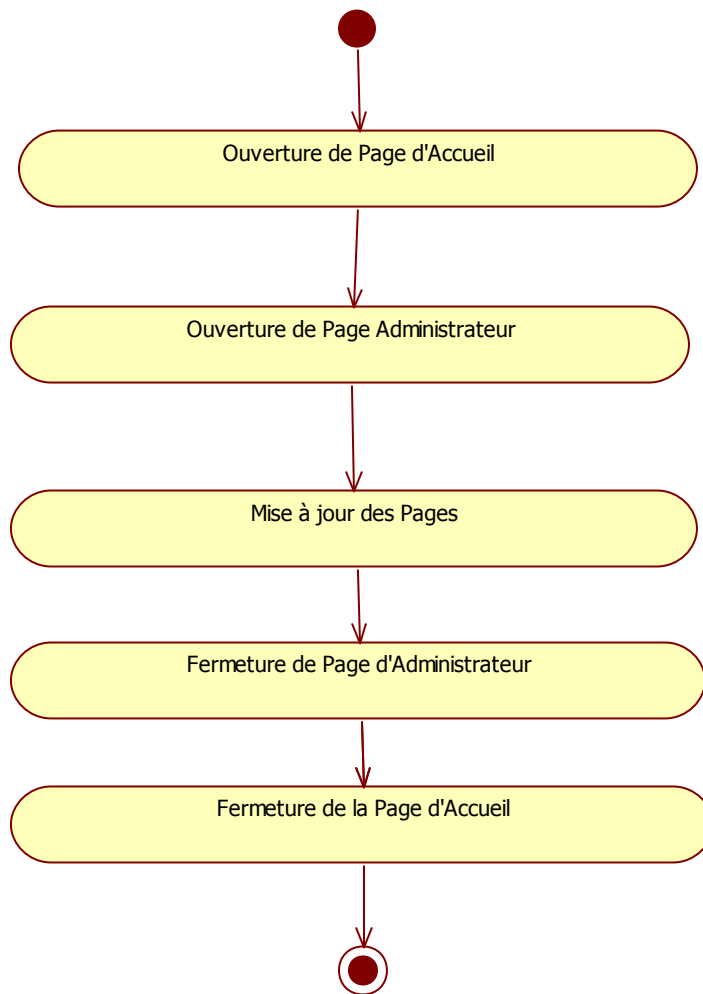 Ouverture de Page d'Accueil
Ouverture de Page Administrateur
Mise à jour des Pages
Fermeture de Page d'Administrateur
Fermeture de la Page d'Accueil